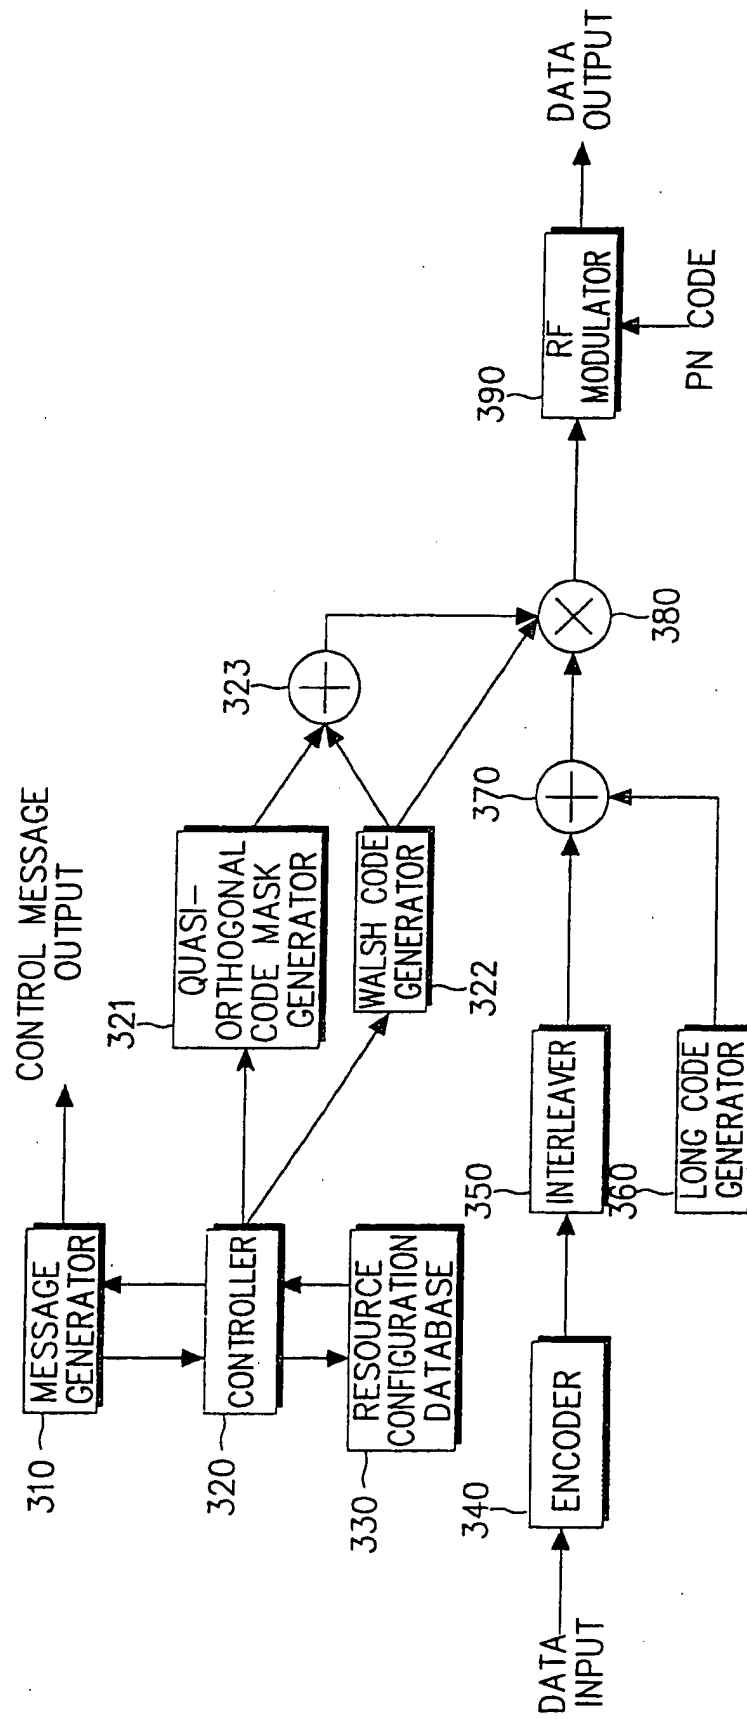 CONTROL MESSAGE
OUTPUT
310
MESSAGE
GENERATOR
320
CONTROLLER
330
RESOURCE
CONFIGURATION
DATABASE
321
QUASI-
ORTHOGONAL
CODE MASK
GENERATOR
322
WALSH CODE
GENERATOR
323
DATA
INPUT
340
ENCODER
350
INTERLEAVER
360
LONG CODE
GENERATOR
370
380
390
RF
MODULATOR
PN CODE
DATA
OUTPUT